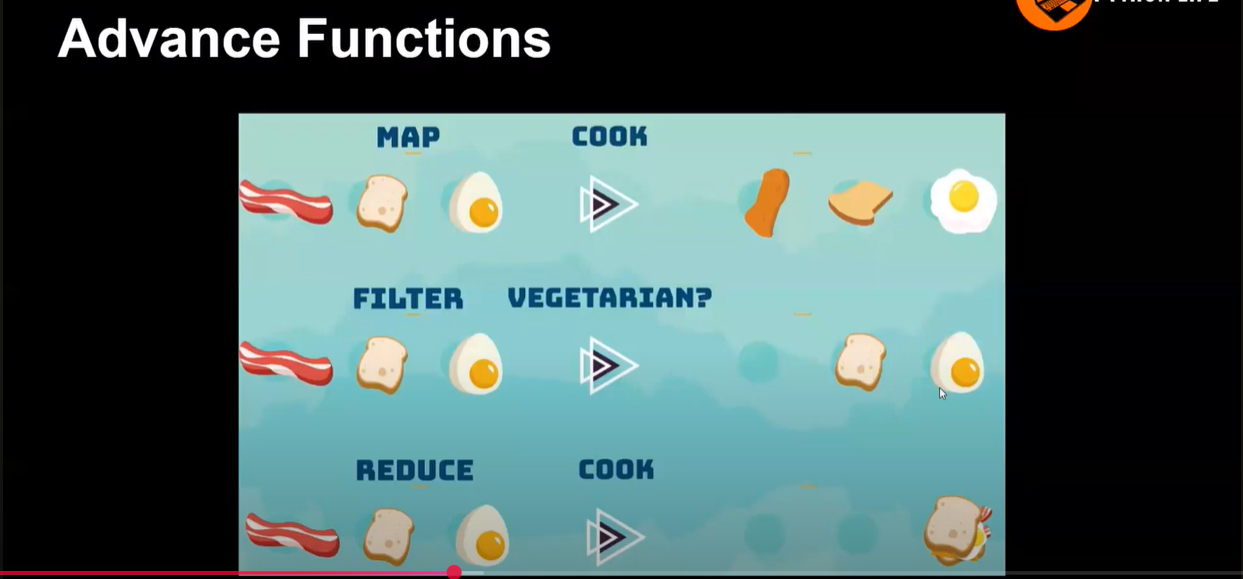 Advance Functions
MAP COOK
FILTER VEGETARIAN?
REDUCE COOK